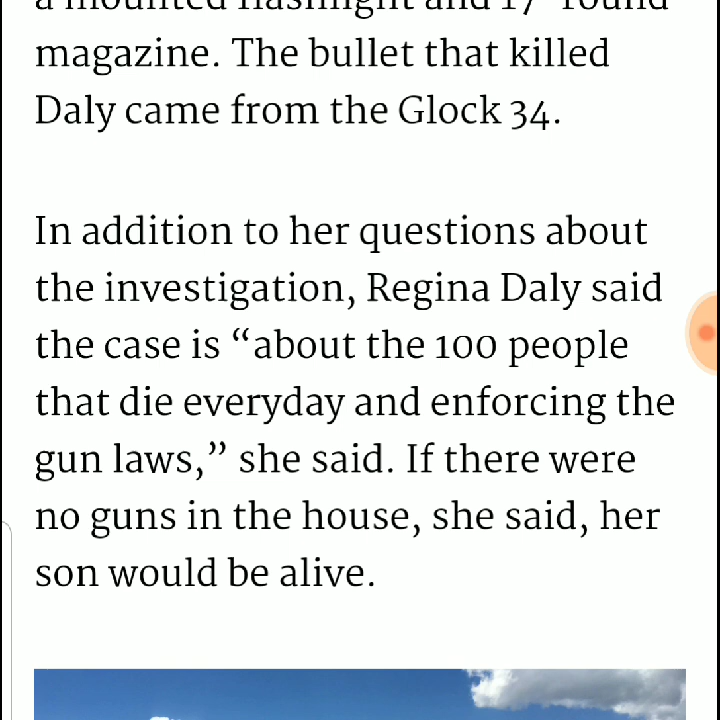 magazine. The bullet that killed
Daly came from the Glock 34.
In addition to her questions about
the investigation, Regina Daly said
the case is “about the 100 people
that die everyday and enforcing the
gun laws,” she said. If there were
no guns in the house, she said, her
son would be alive.